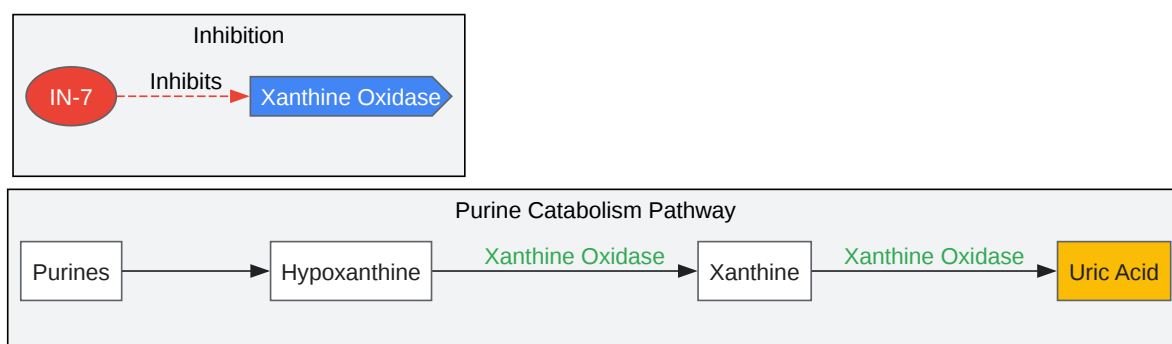 Inhibition
IN-7
Inhibits
Xanthine Oxidase
Purine Catabolism Pathway
Purines
Hypoxanthine
Xanthine Oxidase
Xanthine
Xanthine Oxidase
Uric Acid